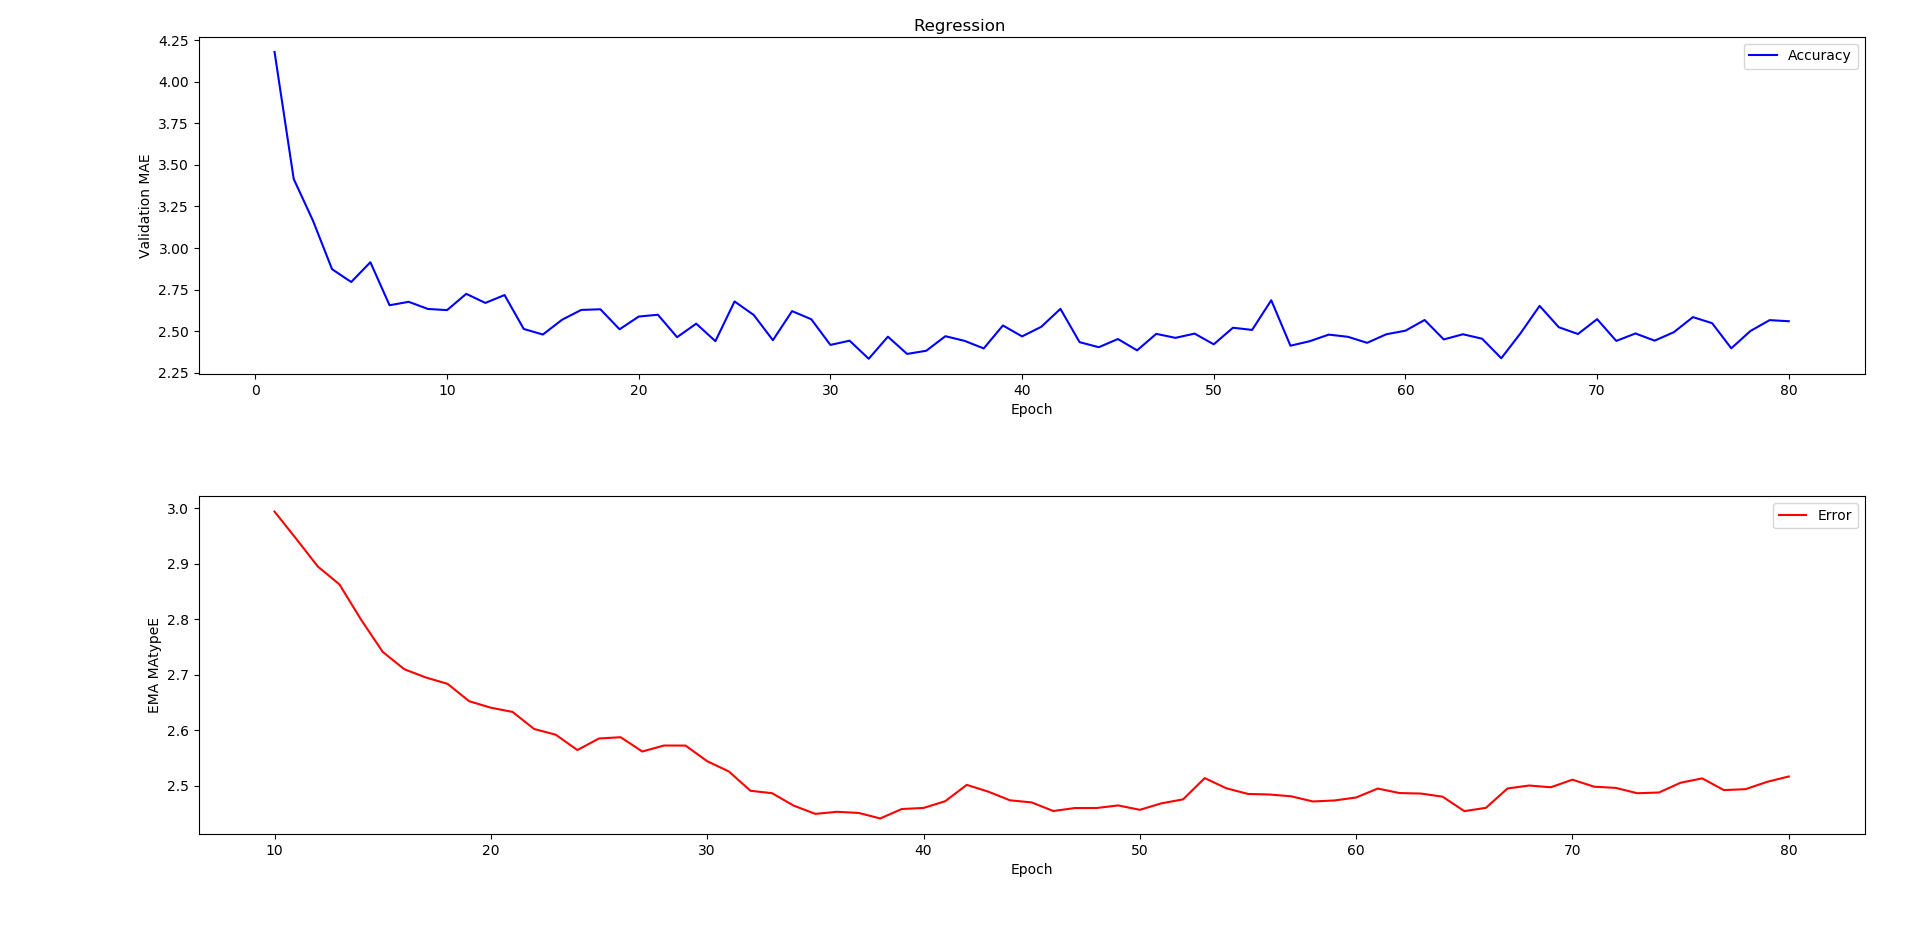 Regression
Accuracy
4.25
4.00
3.75
3.50
3.25
3.00
2.75
2.50
2.25
Validation MAE
0 10 20 30 40 50 60 70 80
Epoch
Error
3.0
2.9
2.8
2.7
2.6
2.5
EMA MAtypeE
10 20 30 40 50 60 70 80
Epoch